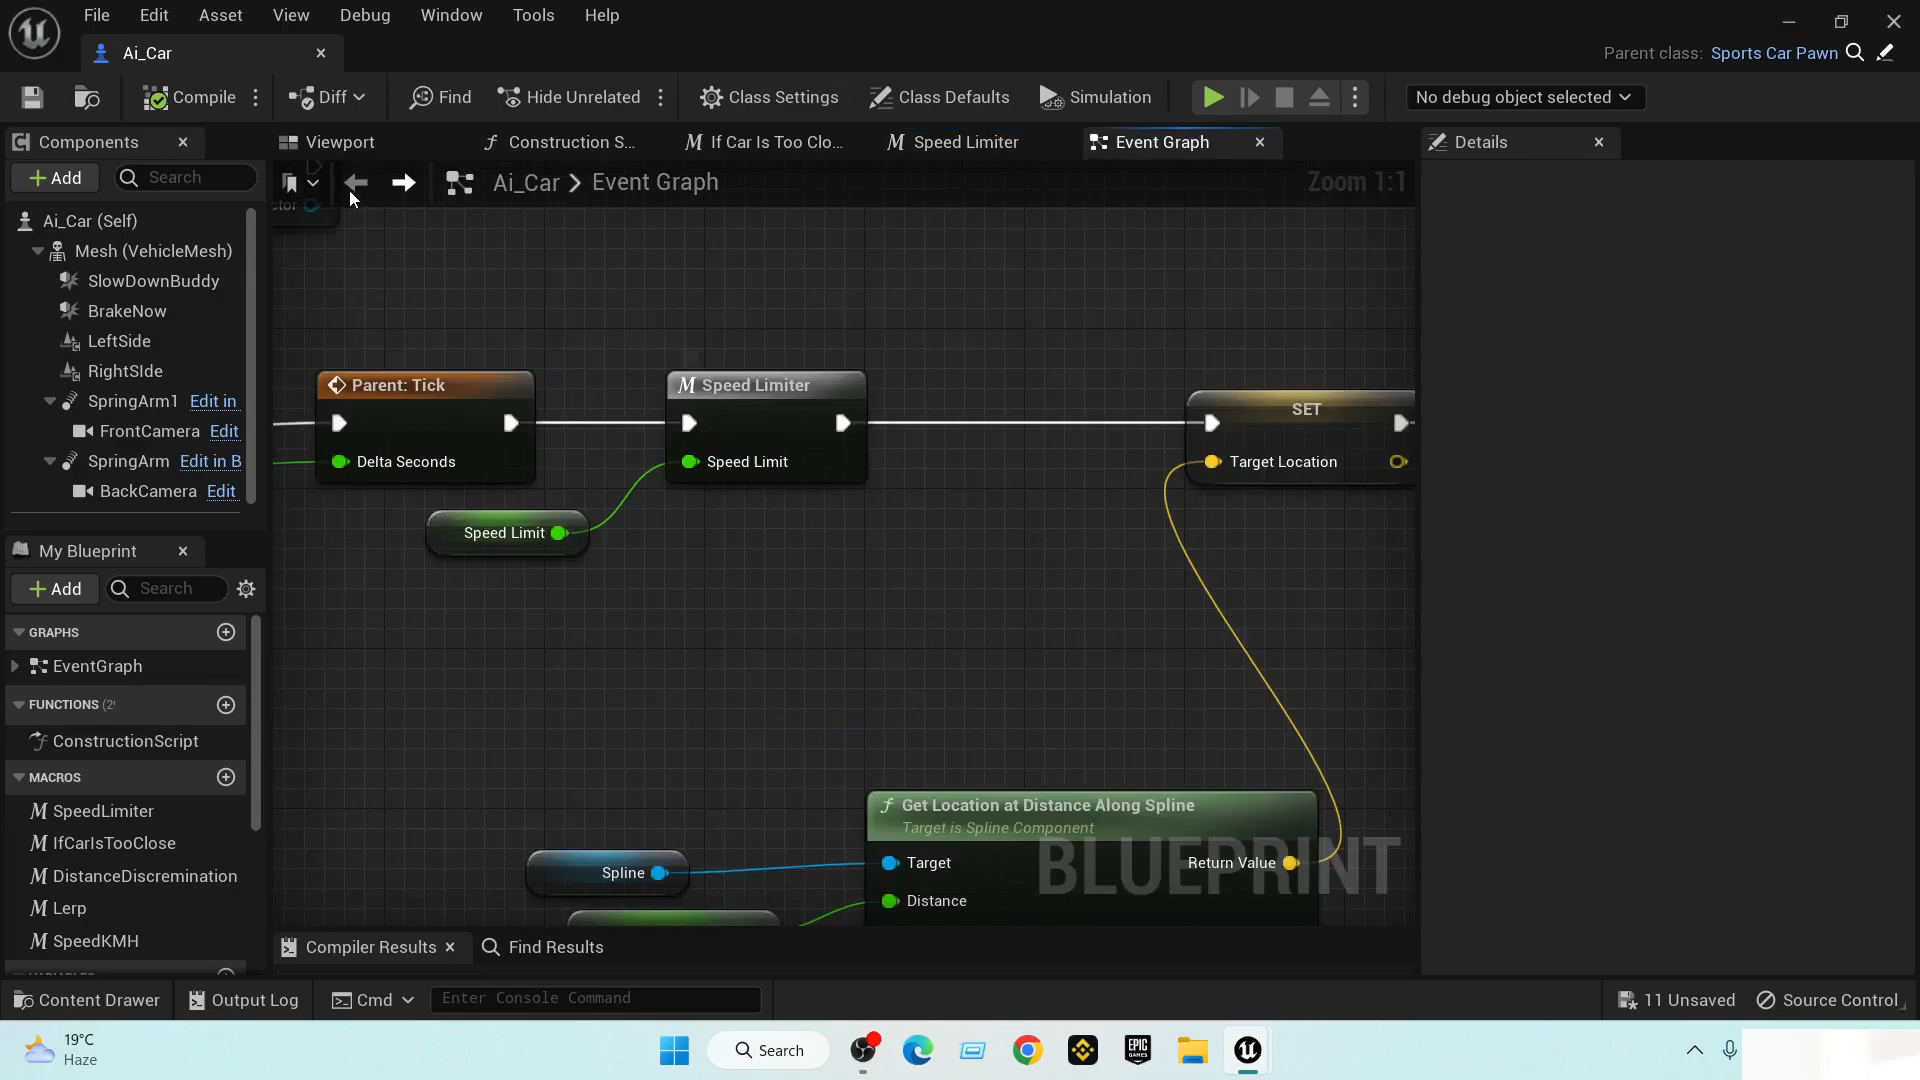 File Edit Asset View Debug Window Tools Help
Ai_Car
Parent class: Sports Car Pawn
Compile Diff Find Hide Unrelated Class Settings Class Defaults Simulation No debug object selected
Components Viewport Construction S... If Car Is Too Clo... Speed Limiter Event Graph Details
Add Search
Ai_Car > Event Graph
Zoom 1:1
ctor
Ai_Car (Self)
Mesh (VehicleMesh)
SlowDownBuddy
BrakeNow
LeftSide
RightSIde
SpringArm1 Edit in
FrontCamera Edit
SpringArm Edit in B
BackCamera Edit
Parent: Tick
Delta Seconds
Speed Limiter
Speed Limit
SET
Target Location
Speed Limit
Get Location at Distance Along Spline
Target is Spline Component
Target
Return Value
Distance
Spline
BLUEPRINT
My Blueprint
Add Search
GRAPHS
EventGraph
FUNCTIONS (2
ConstructionScript
MACROS
SpeedLimiter
IfCarIsTooClose
DistanceDiscremination
Lerp
SpeedKMH
VARIABLES
Compiler Results Find Results
Content Drawer Output Log Cmd Enter Console Command 11 Unsaved Source Control
19°C
Haze
Search
EPIC
GAMES